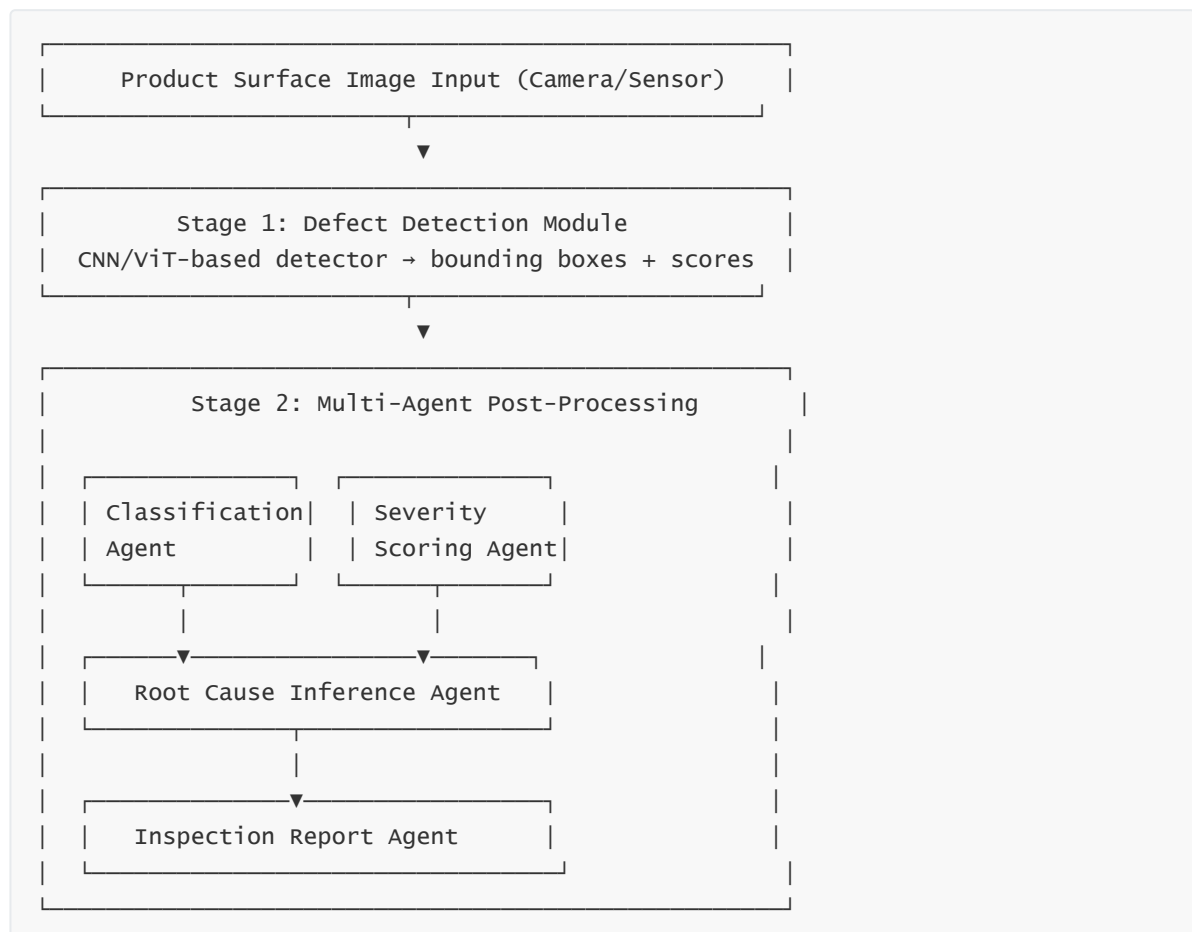 Product Surface Image Input (Camera/Sensor)
Stage 1: Defect Detection Module
CNN/ViT-based detector → bounding boxes + scores
Stage 2: Multi-Agent Post-Processing
Classification
Agent
Severity
Scoring Agent
Root Cause Inference Agent
Inspection Report Agent